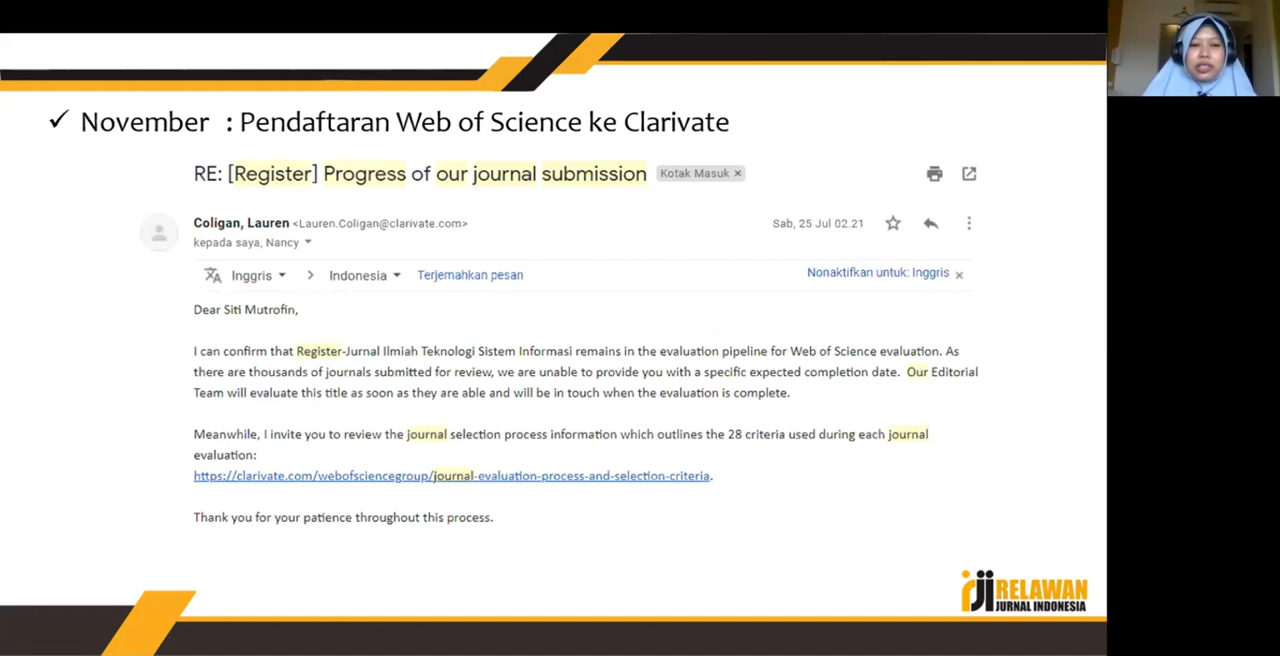 ✓ November : Pendaftaran Web of Science ke Clarivate
RE: [Register] Progress of our journal submission Kotak Masuk ×
Coligan, Lauren <Lauren.Coligan@clarivate.com> Sab, 25 Jul 02.21
kepada saya, Nancy
Inggris > Indonesia Terjemahkan pesan Nonaktifkan untuk: Inggris ×
Dear Siti Mutrofin,
I can confirm that Register-Jurnal Ilmiah Teknologi Sistem Informasi remains in the evaluation pipeline for Web of Science evaluation. As
there are thousands of journals submitted for review, we are unable to provide you with a specific expected completion date. Our Editorial
Team will evaluate this title as soon as they are able and will be in touch when the evaluation is complete.
Meanwhile, I invite you to review the journal selection process information which outlines the 28 criteria used during each journal
evaluation:
https://clarivate.com/webofsciencegroup/journal-evaluation-process-and-selection-criteria.
Thank you for your patience throughout this process.
rji RELAWAN
JURNAL INDONESIA